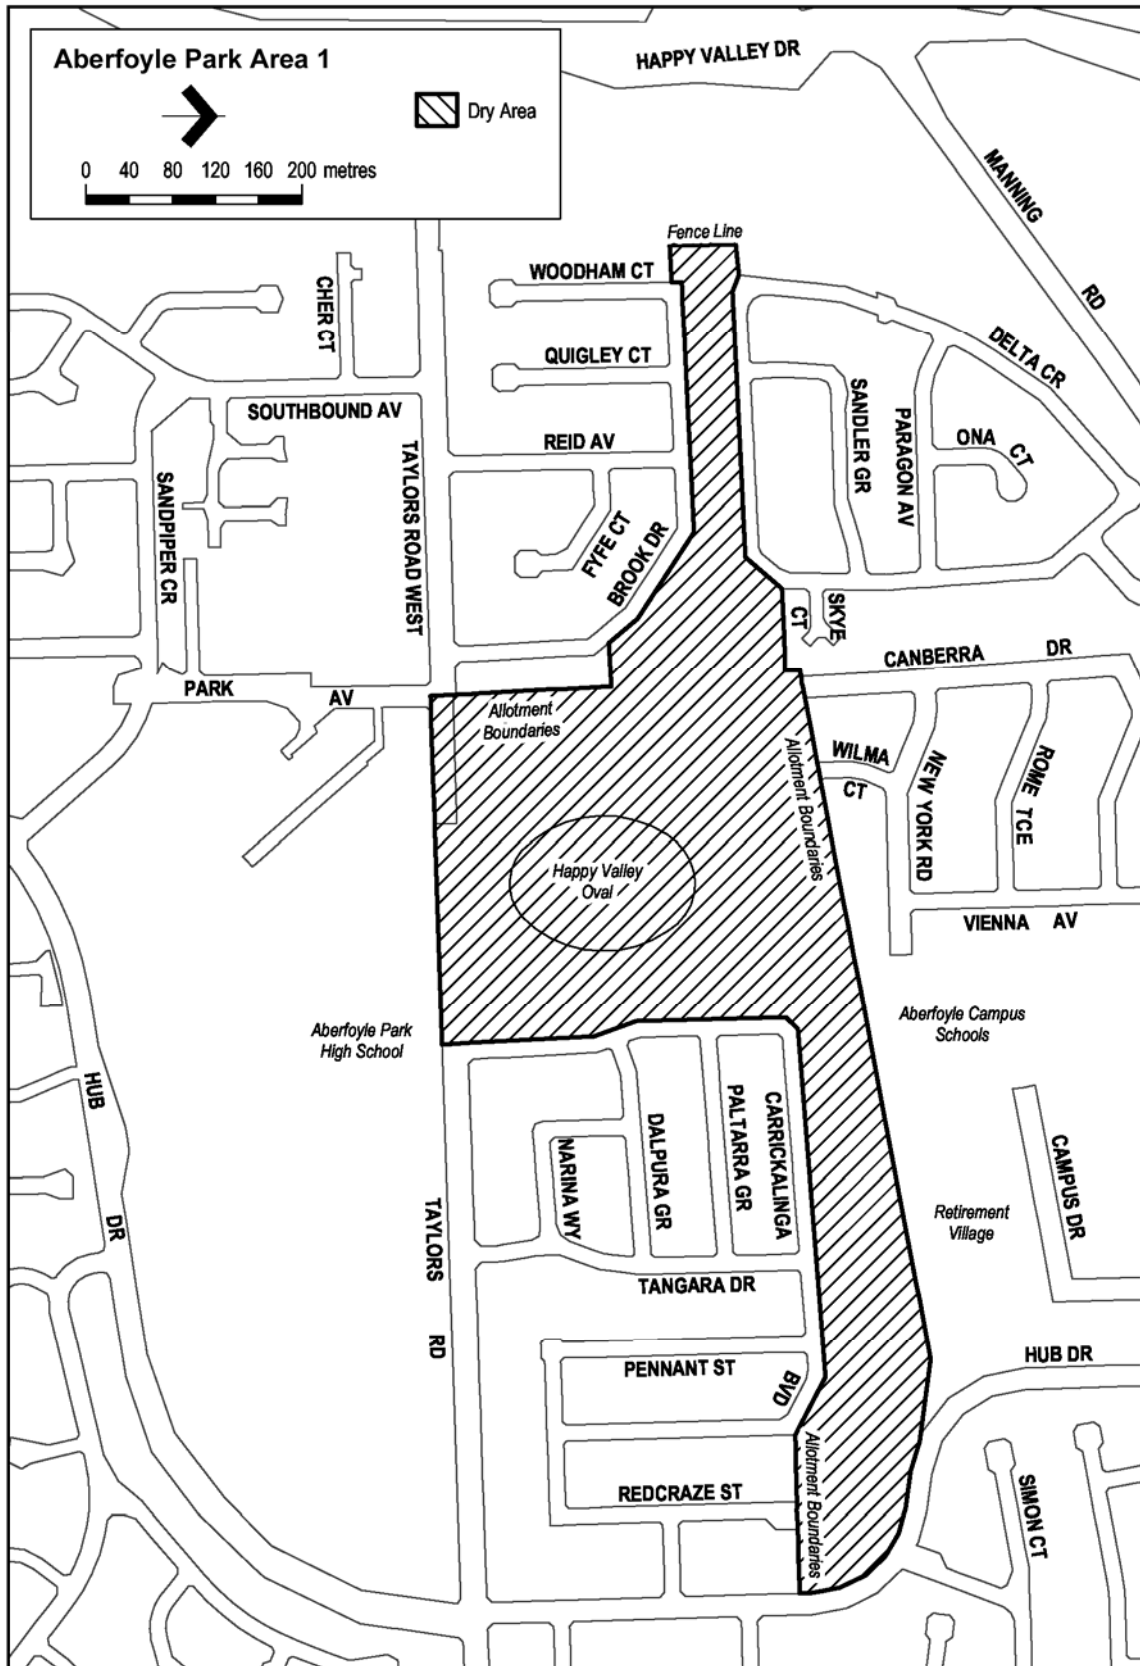 Aberfoyle Park Area 1
Dry Area
0 40 80 120 160 200 metres
HAPPY VALLEY DR
MANNING
RD
Fence Line
WOODHAM CT
CHER CT
QUIGLEY CT
DELTA CR
SOUTHBOUND AV
SANDLER GR
PARAGON AV
ONA CT
REID AV
TAYLORS ROAD WEST
SANDPIPER CR
FYFE CT
BROOK DR
SKYE
CT
CANBERRA DR
PARK AV
Allotment
Boundaries
Allotment Boundaries
WILMA
CT
NEW YORK RD
ROME TCE
Happy Valley
Oval
VIENNA AV
Aberfoyle Park
High School
Aberfoyle Campus
Schools
HUB
DR
NARINA WY
DALPURA GR
PALTARRA GR
CARRICKALINGA
BVD
CAMPUS DR
Retirement
Village
TAYLORS
RD
TANGARA DR
PENNANT ST
HUB DR
Allotment Boundaries
REDCRAZE ST
SIMON CT